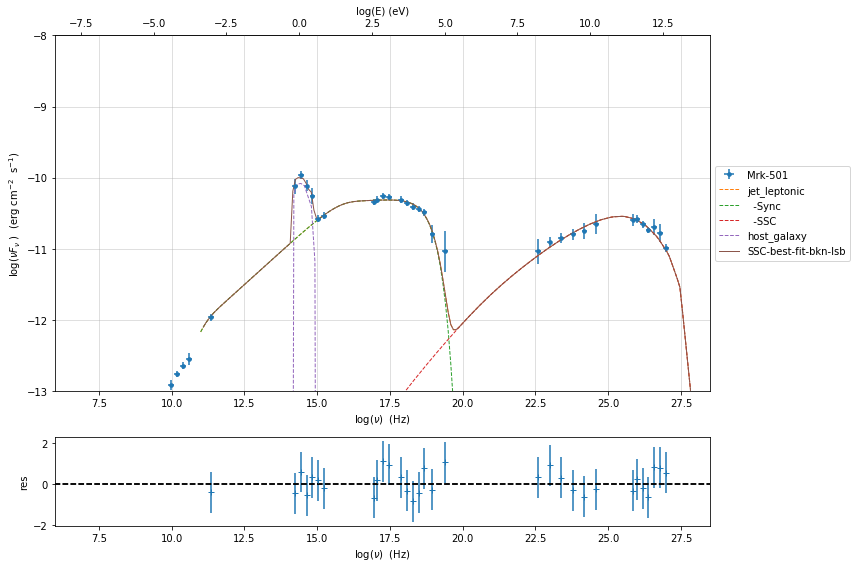 log(E) (eV)
−7.5 −5.0 −2.5 0.0 2.5 5.0 7.5 10.0 12.5
−8
−9
−10
−11
−12
−13
log(νF_ν ) (erg cm⁻² s⁻¹)
7.5 10.0 12.5 15.0 17.5 20.0 22.5 25.0 27.5
log(ν) (Hz)
Mrk-501
jet_leptonic
-Sync
-SSC
host_galaxy
SSC-best-fit-bkn-lsb
2
0
−2
res
7.5 10.0 12.5 15.0 17.5 20.0 22.5 25.0 27.5
log(ν) (Hz)